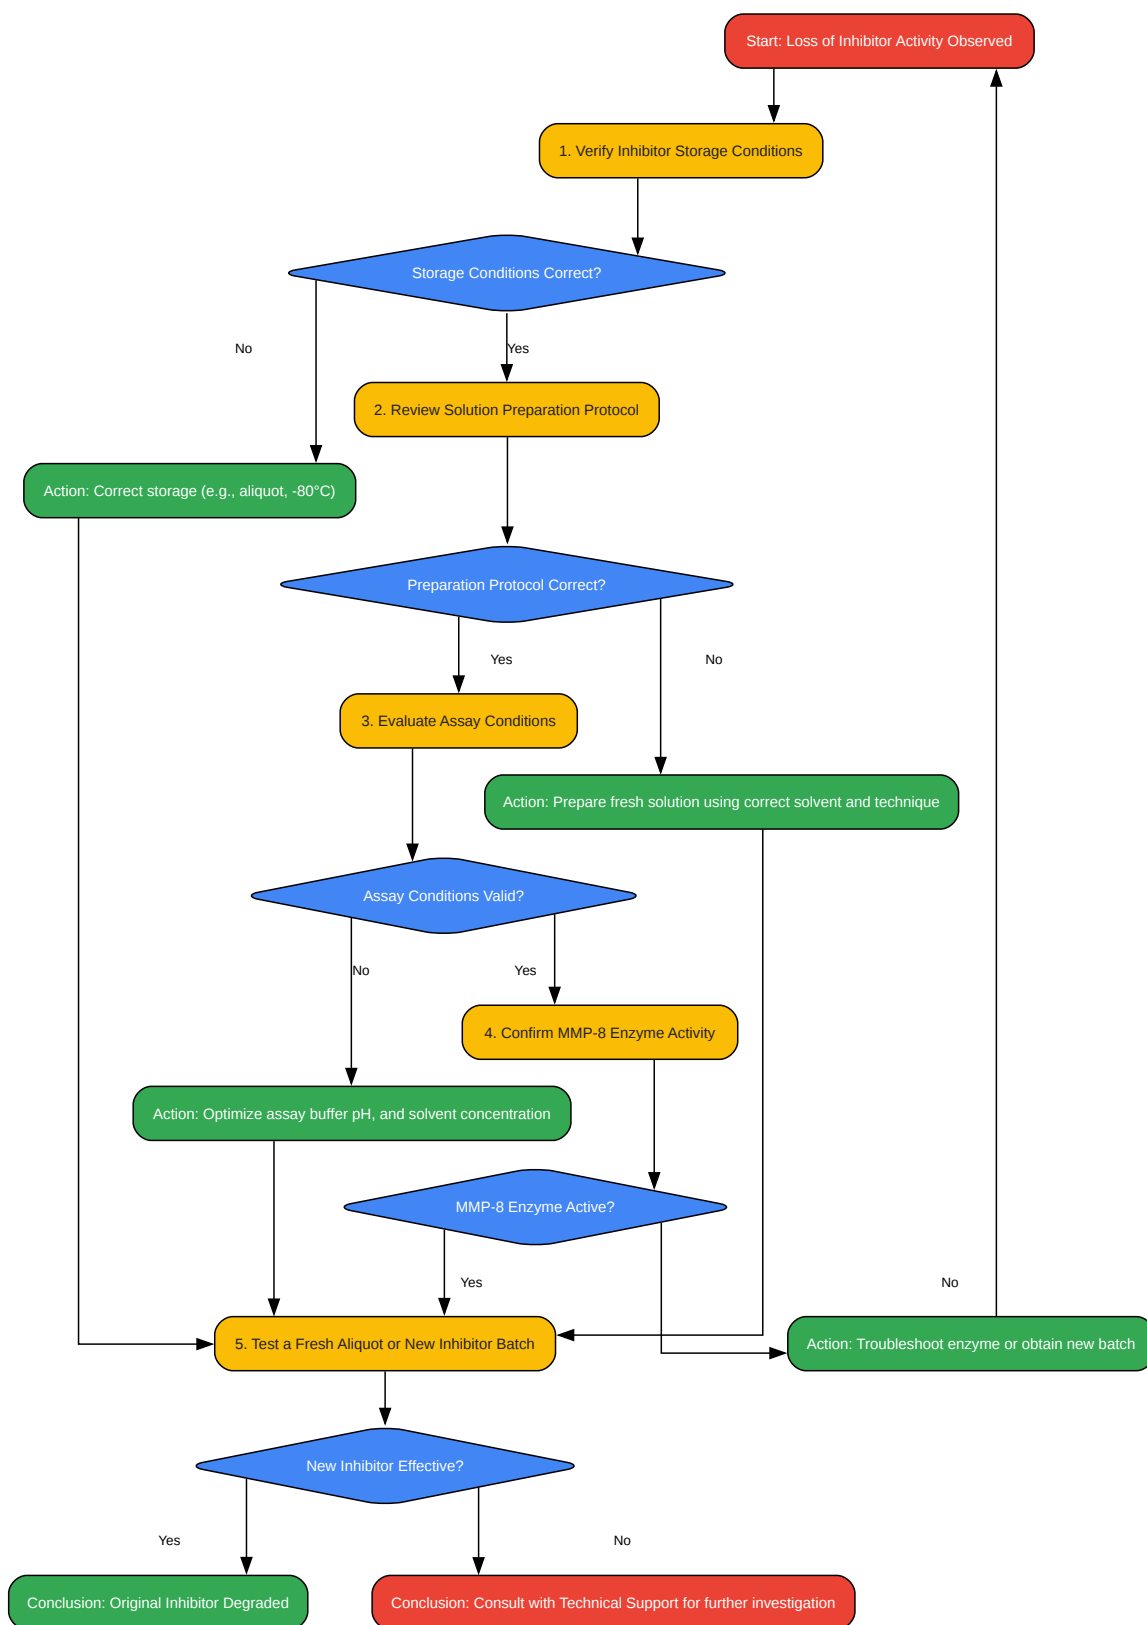 Start: Loss of Inhibitor Activity Observed
1. Verify Inhibitor Storage Conditions
Storage Conditions Correct?
No
Yes
2. Review Solution Preparation Protocol
Action: Correct storage (e.g., aliquot, -80°C)
Preparation Protocol Correct?
Yes
No
3. Evaluate Assay Conditions
Action: Prepare fresh solution using correct solvent and technique
Assay Conditions Valid?
No
Yes
4. Confirm MMP-8 Enzyme Activity
Action: Optimize assay buffer pH, and solvent concentration
MMP-8 Enzyme Active?
Yes
No
5. Test a Fresh Aliquot or New Inhibitor Batch
Action: Troubleshoot enzyme or obtain new batch
New Inhibitor Effective?
Yes
No
Conclusion: Original Inhibitor Degraded
Conclusion: Consult with Technical Support for further investigation